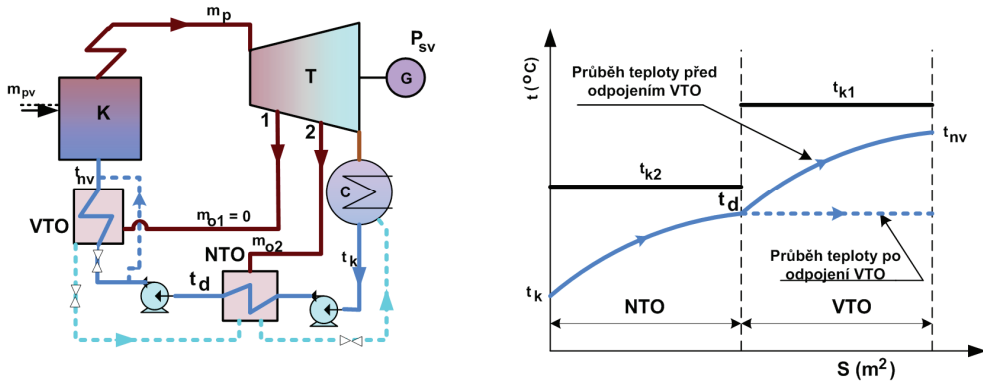 m_p
P_sv
T
G
m_pv
K
1
2
t_nv
C
VTO
m_o1 = 0
NTO
m_o2
t_k
t_d
t (°C)
Průběh teploty před
odpojením VTO
t_k1
t_nv
t_k2
t_d
Průběh teploty po
odpojení VTO
t_k
NTO
VTO
S (m²)